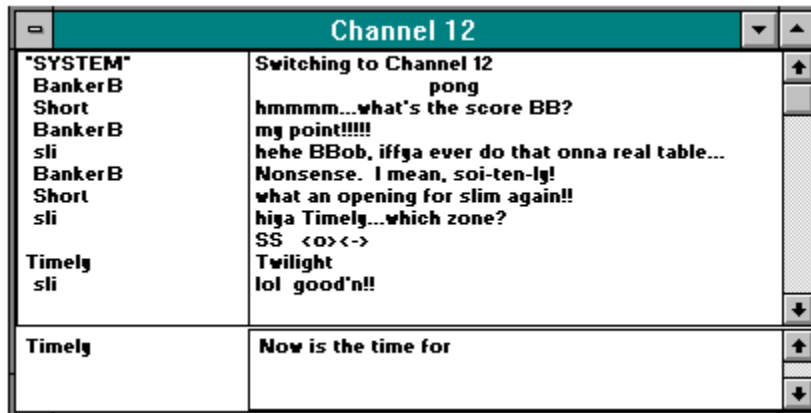 Channel 12
"SYSTEM" Switching to Channel 12
BankerB pong
Short hmmmm...what's the score BB?
BankerB my point!!!!!
sli hehe BBob, iffya ever do that onna real table...
BankerB Nonsense. I mean, soi-ten-ly!
Short what an opening for slim again!!
sli hiya Timely...which zone?
SS <o><->
Timely Twilight
sli lol good'n!!
Timely Now is the time for